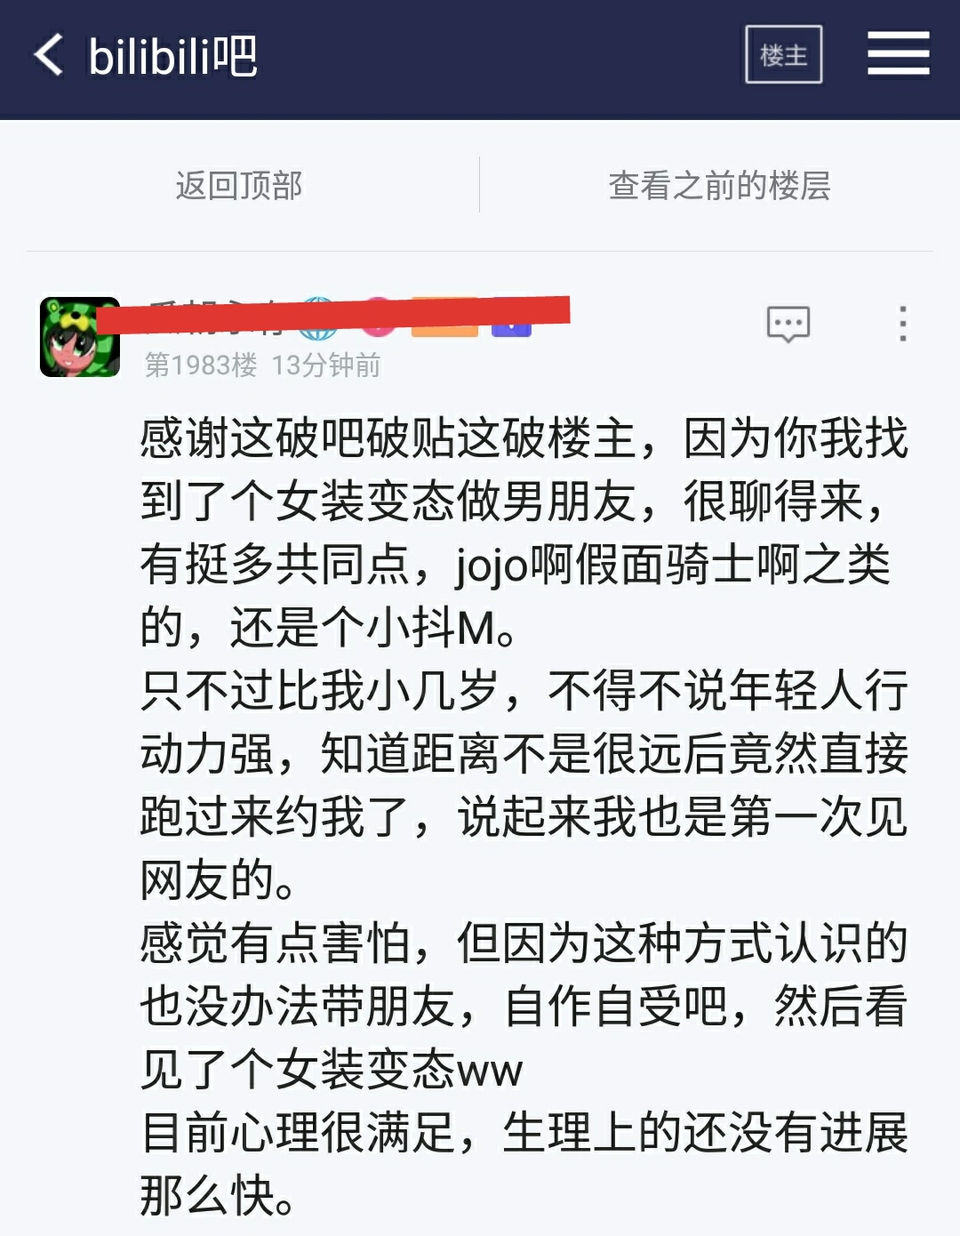 bilibili吧
楼主
返回顶部
查看之前的楼层
第1983楼 13分钟前
感谢这破吧破贴这破楼主，因为你我找
到了个女装变态做男朋友，很聊得来，
有挺多共同点，jojo啊假面骑士啊之类
的，还是个小抖M。
只不过比我小几岁，不得不说年轻人行
动力强，知道距离不是很远后竟然直接
跑过来约我了，说起来我也是第一次见
网友的。
感觉有点害怕，但因为这种方式认识的
也没办法带朋友，自作自受吧，然后看
见了个女装变态ww
目前心理很满足，生理上的还没有进展
那么快。